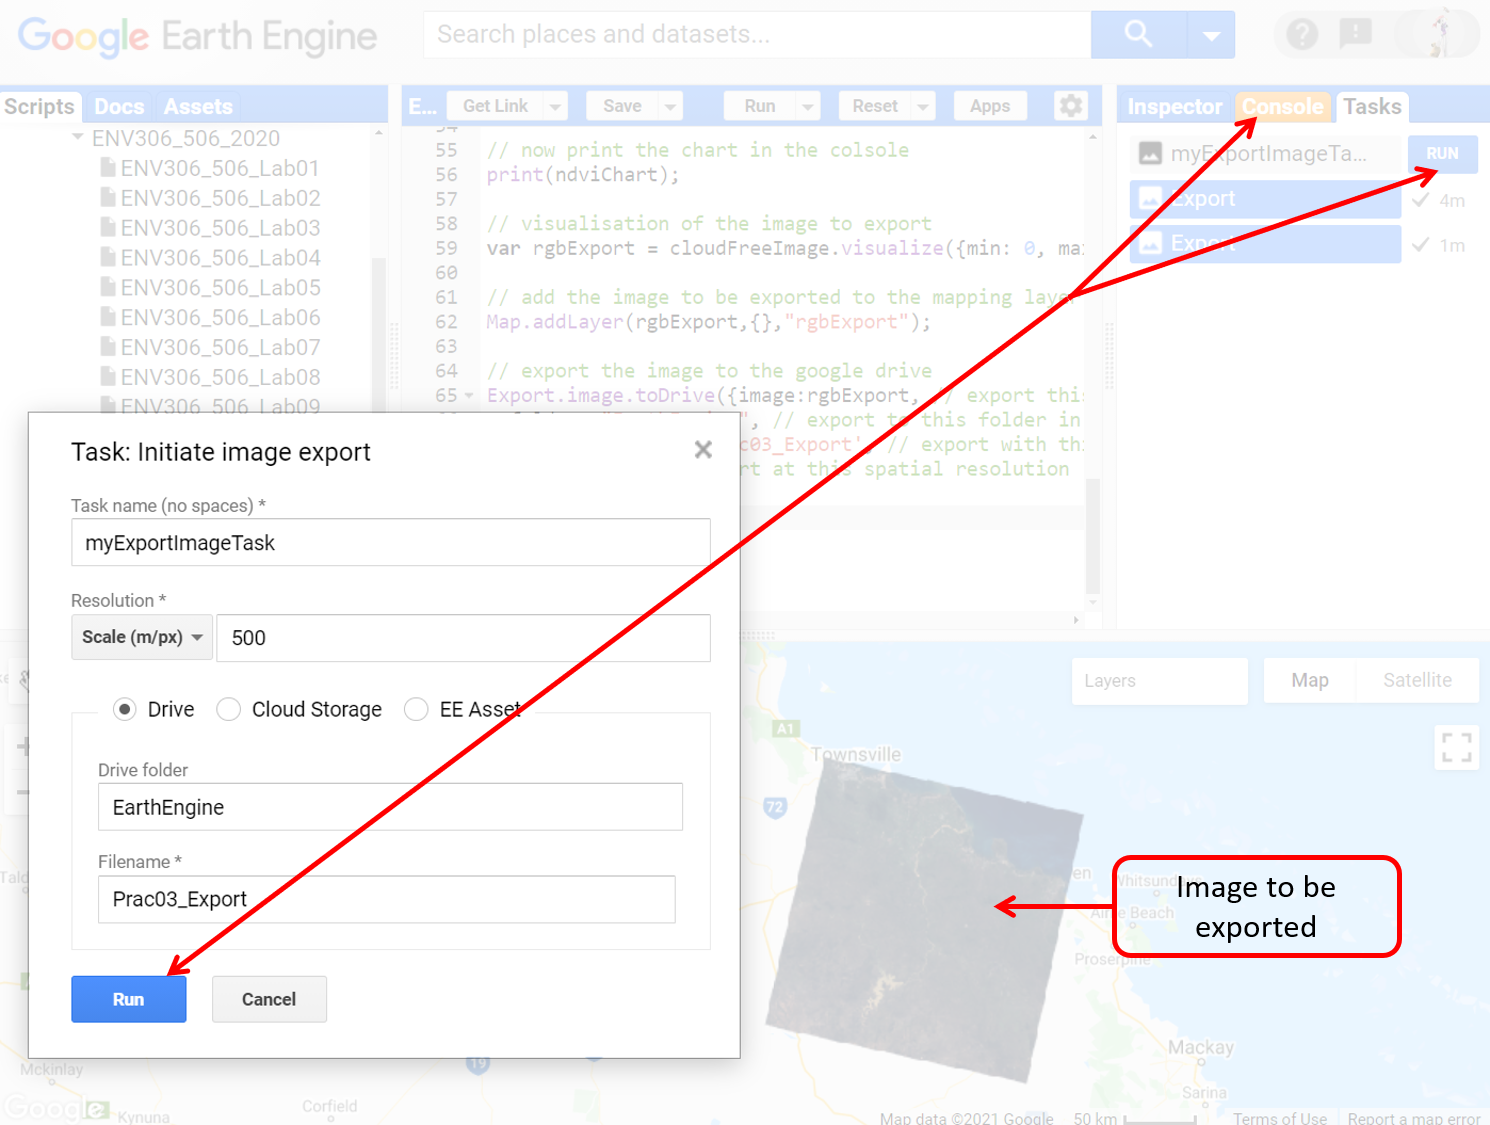 Google Earth Engine
Search places and datasets...
Scripts Docs Assets
ENV306_506_2020
ENV306_506_Lab01
ENV306_506_Lab02
ENV306_506_Lab03
ENV306_506_Lab04
ENV306_506_Lab05
ENV306_506_Lab06
ENV306_506_Lab07
ENV306_506_Lab08
ENV306_506_Lab09
E... Get Link Save Run Reset Apps
54
55 // now print the chart in the colsole
56 print(ndviChart);
57
58 // visualisation of the image to export
59 var rgbExport = cloudFreeImage.visualize({min: 0, ma
60
61 // add the image to be exported to the mapping laye
62 Map.addLayer(rgbExport,{},"rgbExport");
63
64 // export the image to the google drive
65 Export.image.toDrive({image:rgbExport, // export this
", // export to this folder in
c03_Export', // export with thi
rt at this spatial resolution
Inspector Console Tasks
myExportImageTa... RUN
Export 4m
Export 1m
Task: Initiate image export
Task name (no spaces) *
myExportImageTask
Resolution *
Scale (m/px) 500
Drive Cloud Storage EE Asset
Drive folder
EarthEngine
Filename *
Prac03_Export
Run Cancel
Layers
Map Satellite
A1
Townsville
72
en
Whitsundays
Airlie Beach
Proserpine
Image to be
exported
Mackay
Sarina
19
Mckinlay
Kynuna
Corfield
Google
Map data ©2021 Google 50 km Terms of Use Report a map error